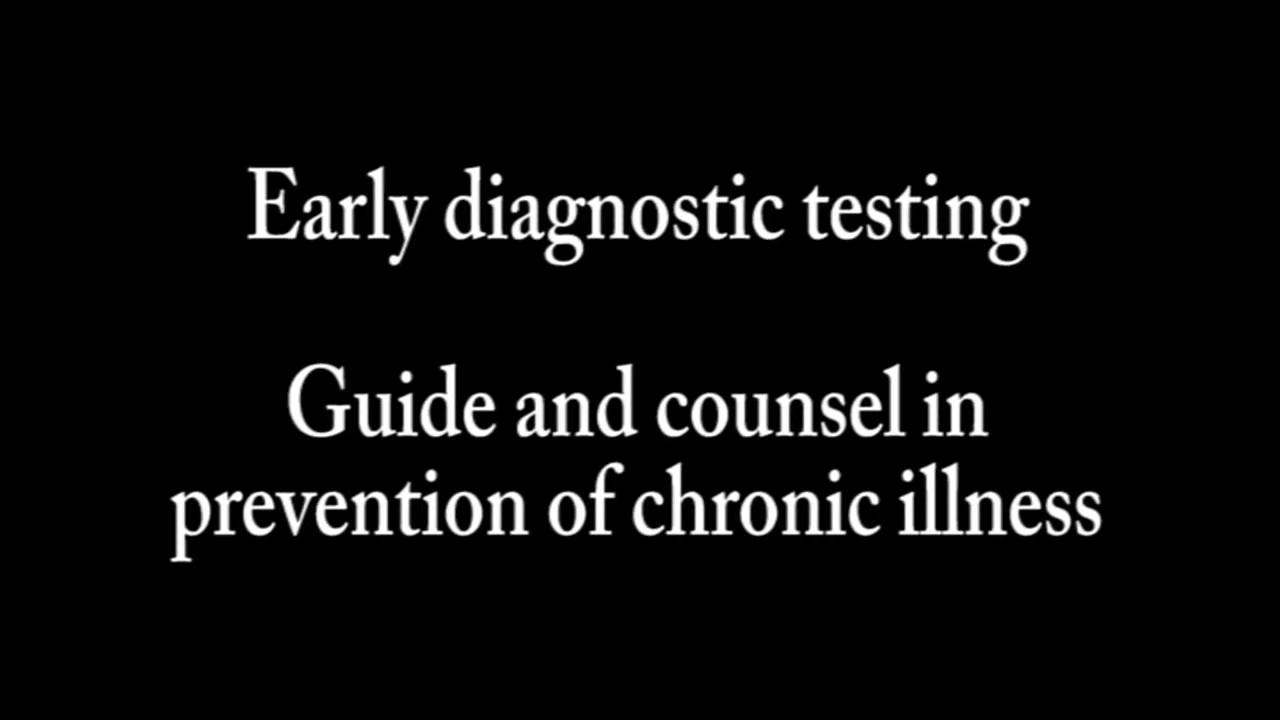 Early diagnostic testing
Guide and counsel in
prevention of chronic illness